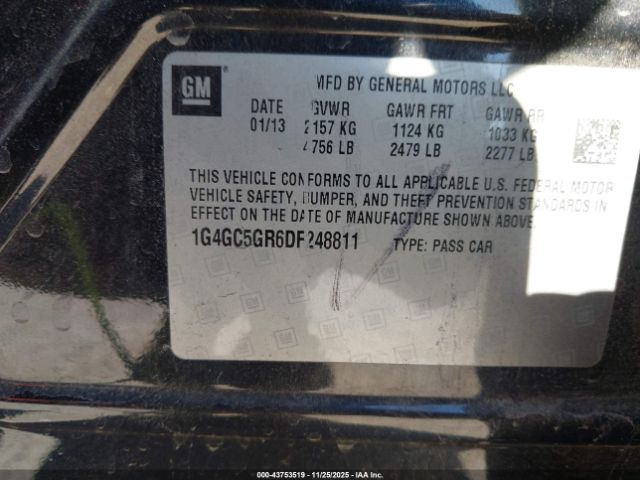 GM
MFD BY GENERAL MOTORS LLC
DATE GVWR GAWR FRT GAWR RR
01/13 2157 KG 1124 KG 1033 KG
4756 LB 2479 LB 2277 LB
THIS VEHICLE CONFORMS TO ALL APPLICABLE U.S. FEDERAL MOTOR
VEHICLE SAFETY, BUMPER, AND THEFT PREVENTION STANDARDS IN
EFFECT ON THE DATE OF MANUFACTURE SHOWN ABOVE.
1G4GC5GR6DF248811 TYPE: PASS CAR
000-43753519 - 11/25/2025 - IAA Inc.